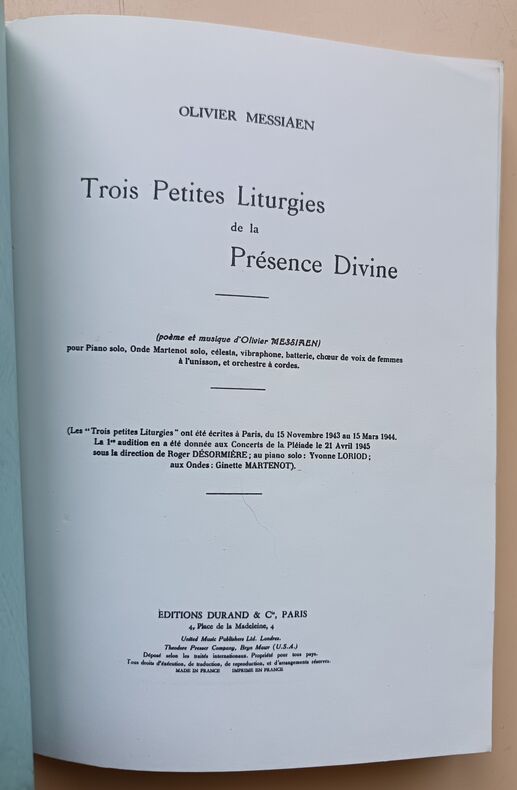 OLIVIER MESSIAEN
Trois Petites Liturgies
de la
Présence Divine
(poème et musique d'Olivier MESSIAEN)
pour Piano solo, Onde Martenot solo, célesta, vibraphone, batterie, chœur de voix de femmes
à l'unisson, et orchestre à cordes.
(Les "Trois petites Liturgies" ont été écrites à Paris, du 15 Novembre 1943 au 15 Mars 1944.
La 1re audition en a été donnée aux Concerts de la Pléiade le 21 Avril 1945
sous la direction de Roger DÉSORMIÈRE; au piano solo: Yvonne LORIOD;
aux Ondes: Ginette MARTENOT).
EDITIONS DURAND & Cie, PARIS
4, Place de la Madeleine, 4
United Music Publishers Ltd. Londres.
Theodore Presser Company, Bryn Mawr (U.S.A.)
Déposé selon les traités internationaux. Propriété pour tous pays.
Tous droits d'exécution, de traduction, de reproduction, et d'arrangements réservés.
MADE IN FRANCE IMPRIMÉ EN FRANCE